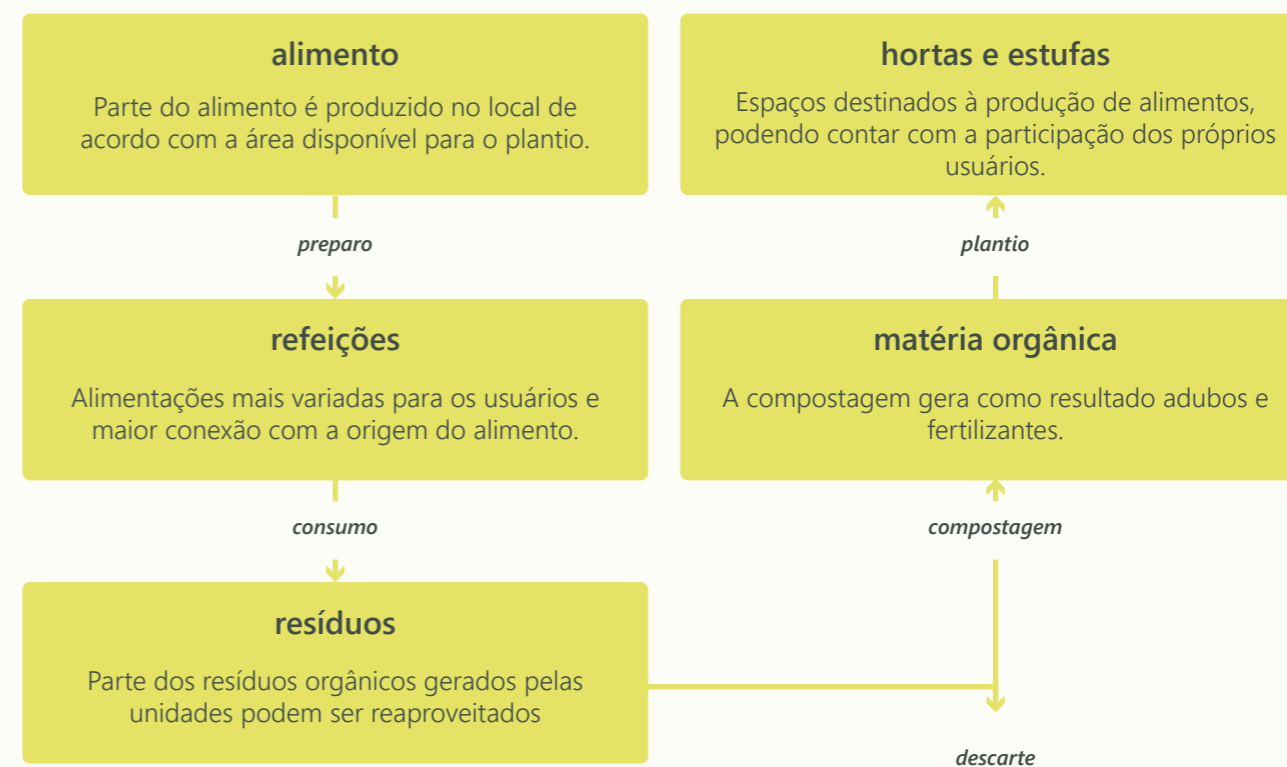 alimento
Parte do alimento é produzido no local de
acordo com a área disponível para o plantio.
preparo
refeições
Alimentações mais variadas para os usuários e
maior conexão com a origem do alimento.
consumo
resíduos
Parte dos resíduos orgânicos gerados pelas
unidades podem ser reaproveitados
descarte
compostagem
matéria orgânica
A compostagem gera como resultado adubos e
fertilizantes.
plantio
hortas e estufas
Espaços destinados à produção de alimentos,
podendo contar com a participação dos próprios
usuários.